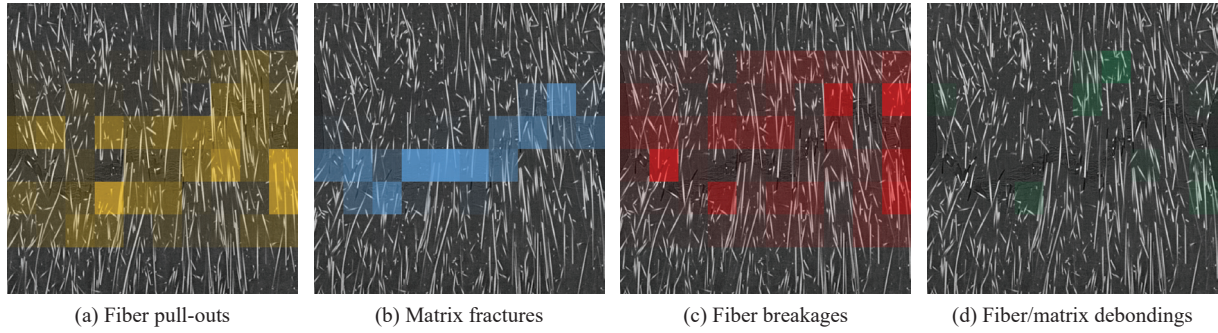 (a) Fiber pull-outs
(b) Matrix fractures
(c) Fiber breakages
(d) Fiber/matrix debondings